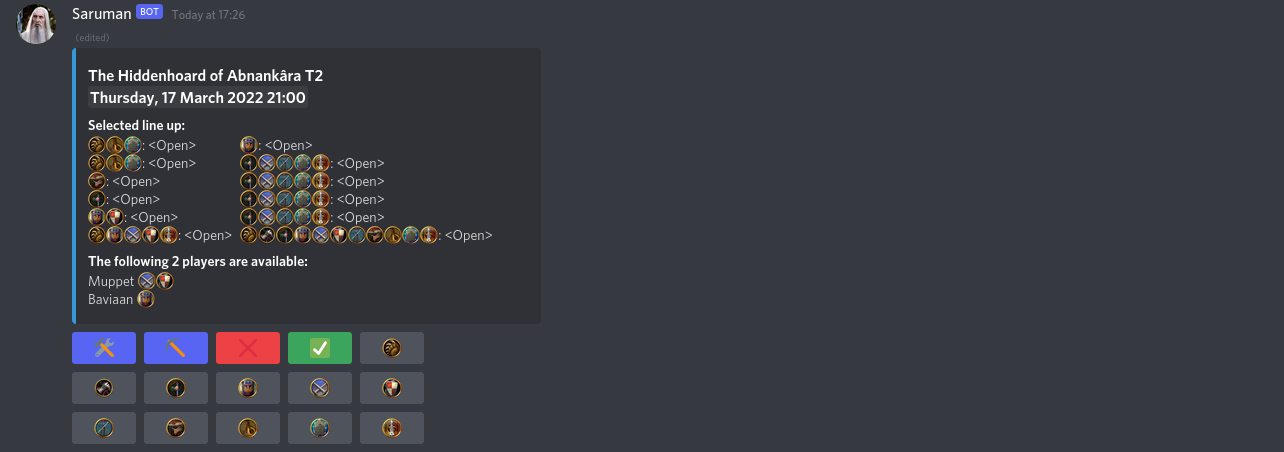 Saruman BOT Today at 17:26
(edited)
The Hiddenhoard of Abnankâra T2
Thursday, 17 March 2022 21:00
Selected line up:
: <Open> : <Open>
: <Open> : <Open>
: <Open> : <Open>
: <Open> : <Open>
: <Open> : <Open>
: <Open> : <Open>
The following 2 players are available:
Muppet
Baviaan